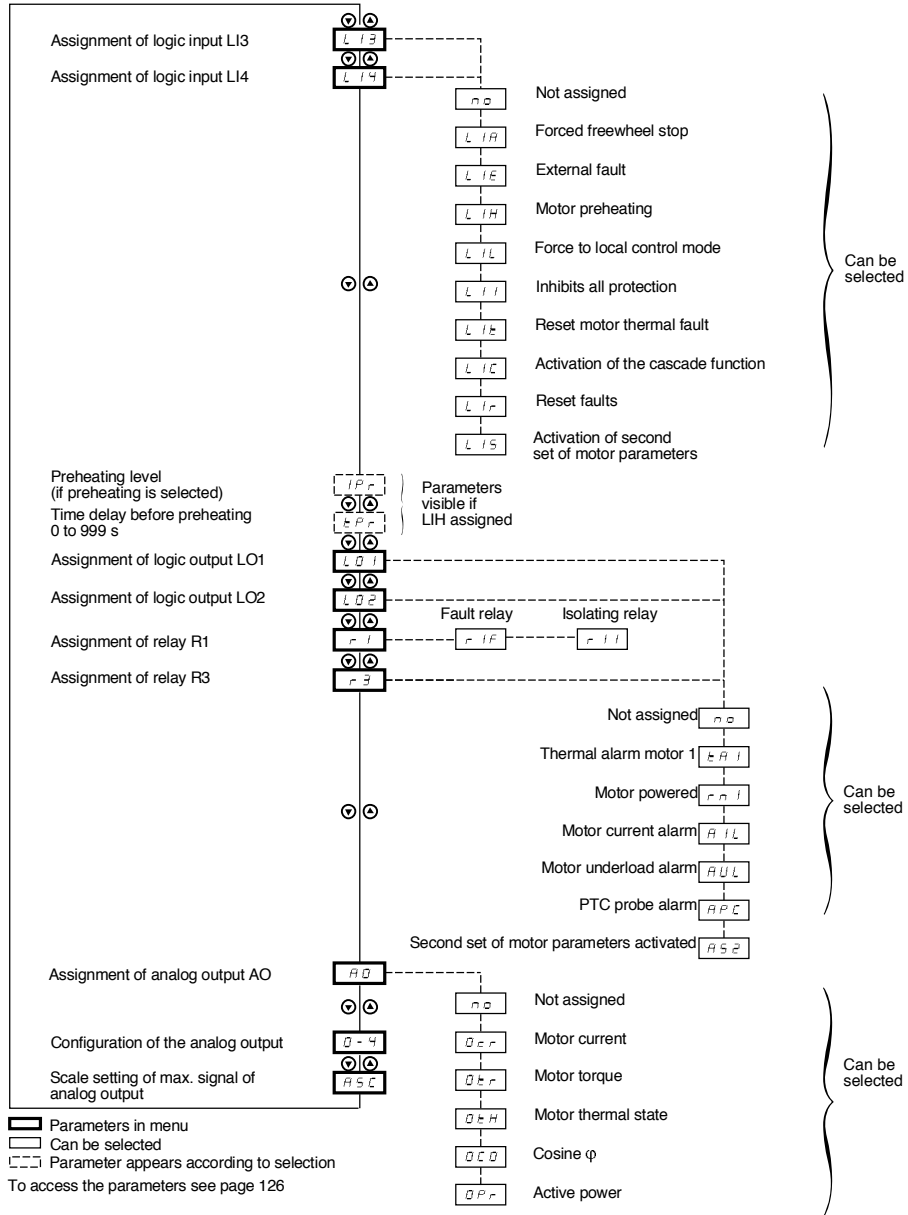 Assignment of logic input LI3 LI3
Assignment of logic input LI4 LI4
no Not assigned
LIA Forced freewheel stop
LIE External fault
LIH Motor preheating
LIL Force to local control mode
LII Inhibits all protection
LIt Reset motor thermal fault
LIC Activation of the cascade function
LIr Reset faults
LIS Activation of second
set of motor parameters
Can be
selected
Preheating level
(if preheating is selected)
IPr
Time delay before preheating
0 to 999 s
tPr
Parameters
visible if
LIH assigned
Assignment of logic output LO1 LO1
Assignment of logic output LO2 LO2
Fault relay Isolating relay
Assignment of relay R1 r1 r1F r1I
Assignment of relay R3 r3
Not assigned no
Thermal alarm motor 1 tA1
Motor powered rn1
Motor current alarm AIL
Motor underload alarm AUL
PTC probe alarm APC
Second set of motor parameters activated AS2
Can be
selected
Assignment of analog output AO AO
no Not assigned
Ocr Motor current
Otr Motor torque
OtH Motor thermal state
OCO Cosine φ
OPr Active power
Can be
selected
Configuration of the analog output 0-4
Scale setting of max. signal of
analog output
ASC
Parameters in menu
Can be selected
Parameter appears according to selection
To access the parameters see page 126